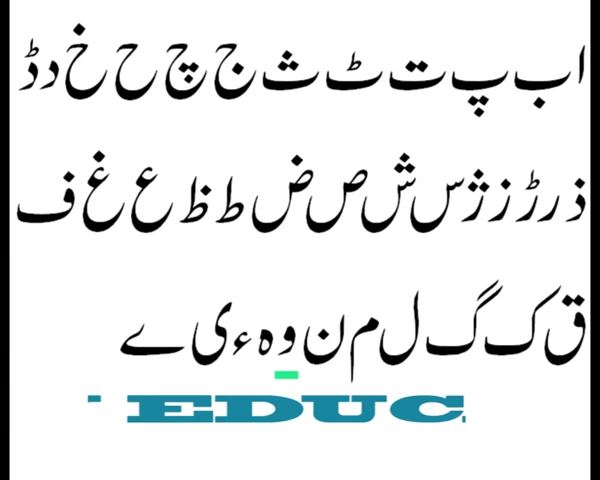 ا ب پ ت ٹ ث ج چ ح خ د ڈ
ذ ر ڑ ز ژ س ش ص ض ط ظ ع غ ف
ق ک گ ل م ن و ہ ء ی ے
EDUC